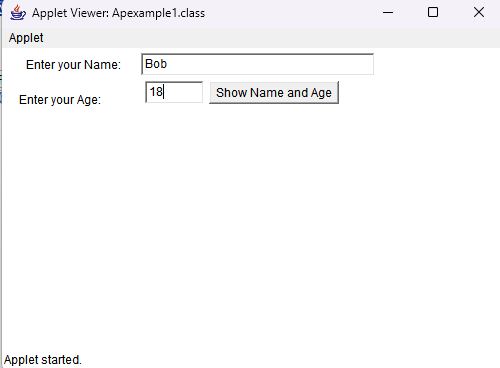 Applet Viewer: Apexample1.class
Applet
Enter your Name: Bob
Enter your Age: 18 Show Name and Age
Applet started.